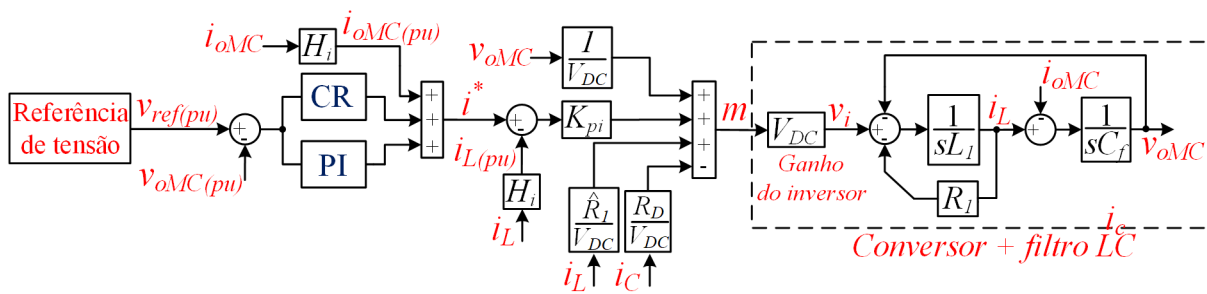 Referência
de tensão
v_ref(pu)
v_oMC(pu)
i_oMC
H_i
i_oMC(pu)
CR
PI
+
-
+
+
+
i^*
i_L(pu)
+
-
H_i
i_L
v_oMC
1
V_DC
K_pi
R̂_1
V_DC
i_L
R_D
V_DC
i_C
+
+
+
-
m
V_DC
Ganho
do inversor
v_i
-
+
-
1
sL_1
i_L
R_1
i_oMC
-
+
1
sC_f
v_oMC
i_c
Conversor + filtro LC